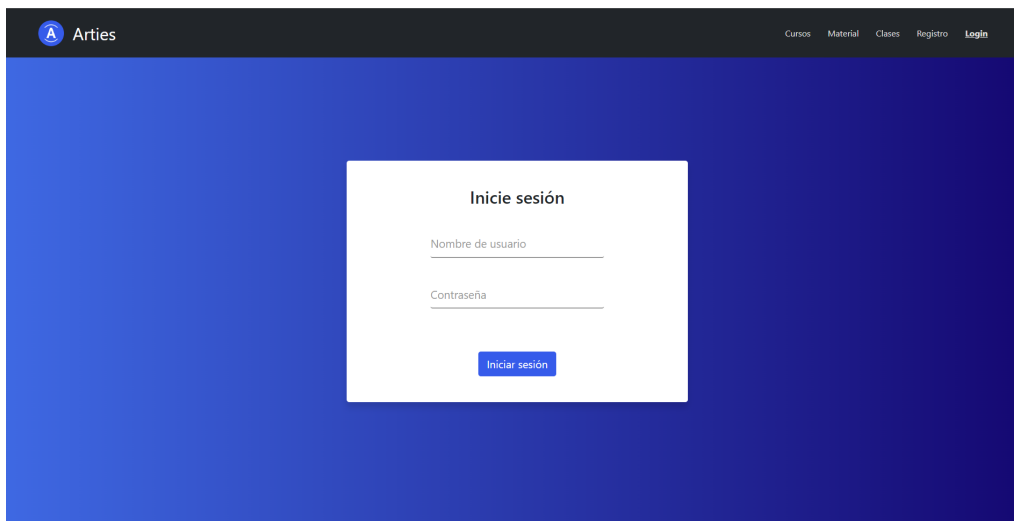 A Arties
Cursos Material Clases Registro Login
Inicie sesión
Nombre de usuario
Contraseña
Iniciar sesión